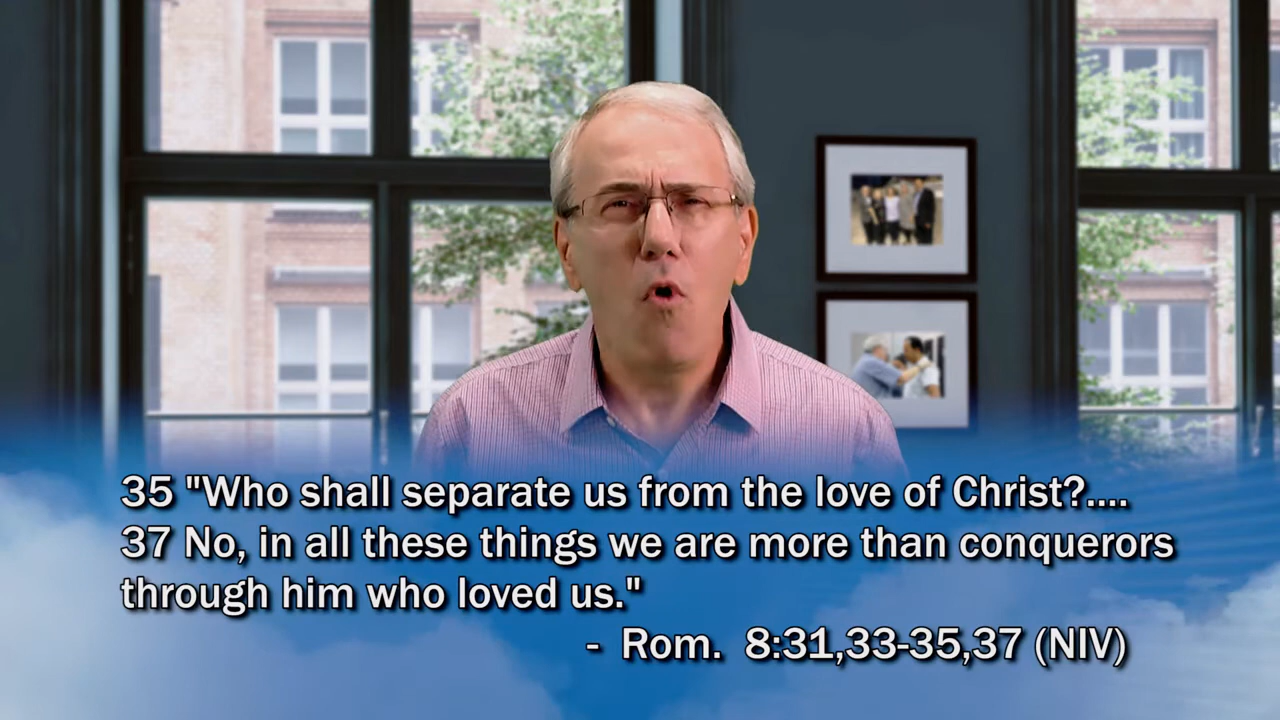 35 "Who shall separate us from the love of Christ?....
37 No, in all these things we are more than conquerors
through him who loved us."
- Rom. 8:31,33-35,37 (NIV)